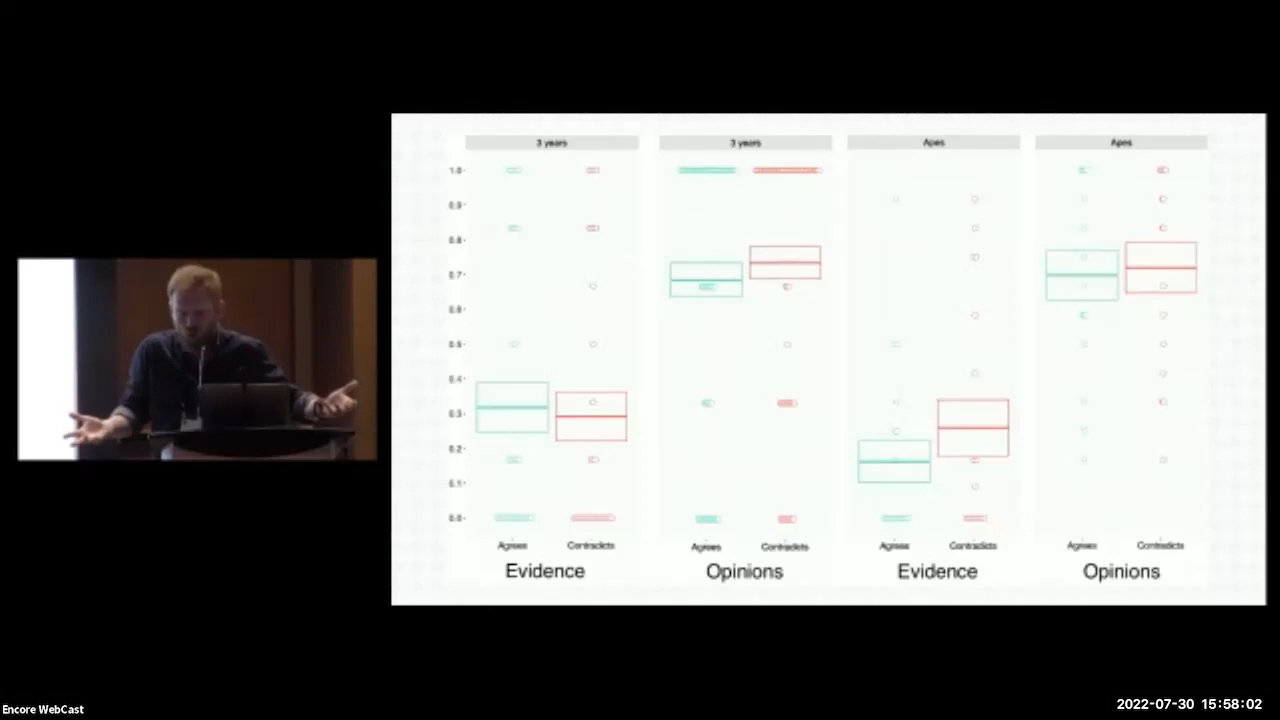 3 years
3 years
Apes
Apes
1.0
0.9
0.8
0.7
0.6
0.5
0.4
0.3
0.2
0.1
0.0
Agrees
Contradicts
Agrees
Contradicts
Agrees
Contradicts
Agrees
Contradicts
Evidence
Opinions
Evidence
Opinions
Encore WebCast
2022-07-30 15:58:02